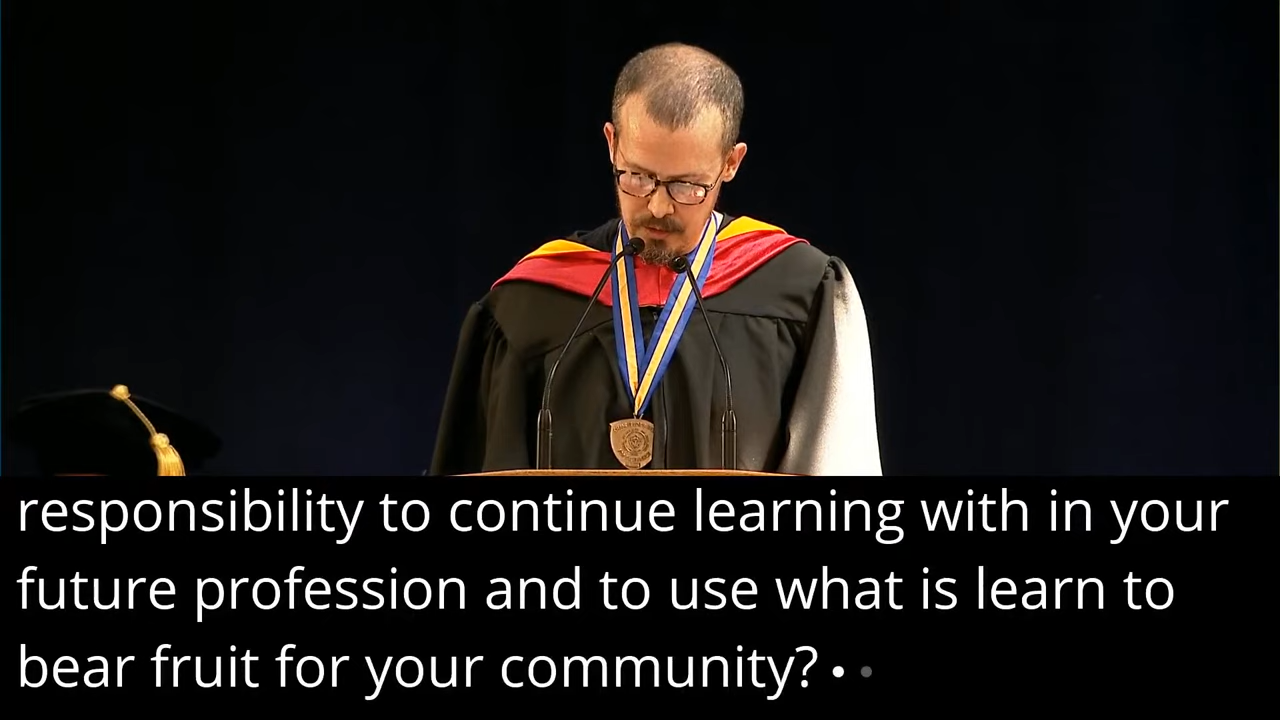 responsibility to continue learning with in your
future profession and to use what is learn to
bear fruit for your community?